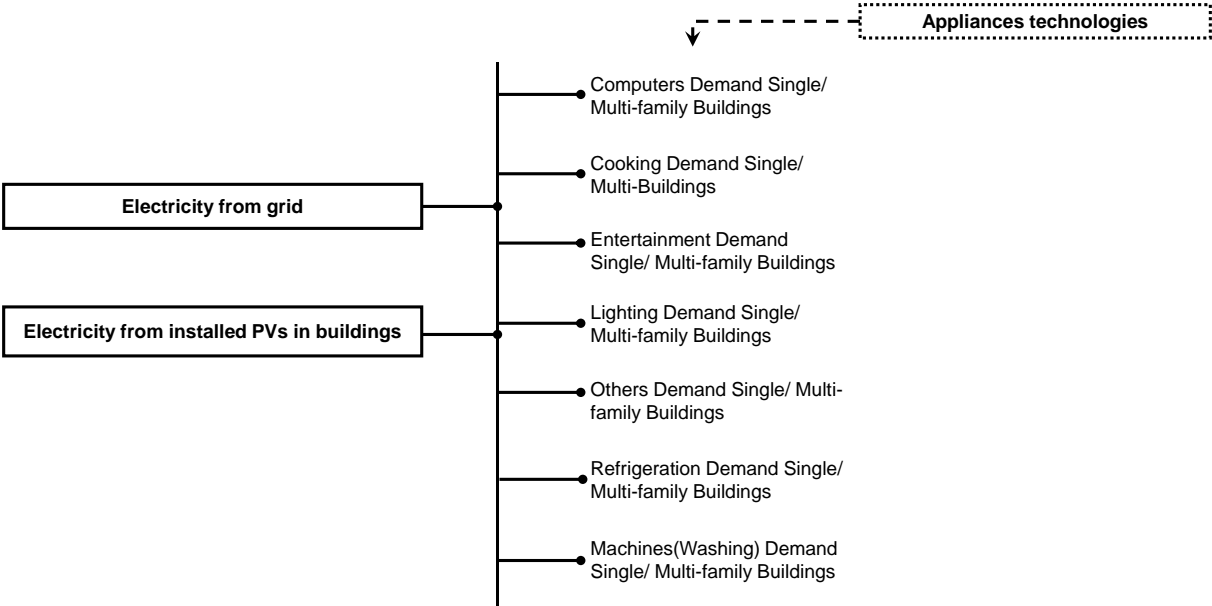 Appliances technologies
Computers Demand Single/
Multi-family Buildings
Cooking Demand Single/
Multi-Buildings
Electricity from grid
Entertainment Demand
Single/ Multi-family Buildings
Lighting Demand Single/
Multi-family Buildings
Electricity from installed PVs in buildings
Others Demand Single/ Multi-
family Buildings
Refrigeration Demand Single/
Multi-family Buildings
Machines(Washing) Demand
Single/ Multi-family Buildings